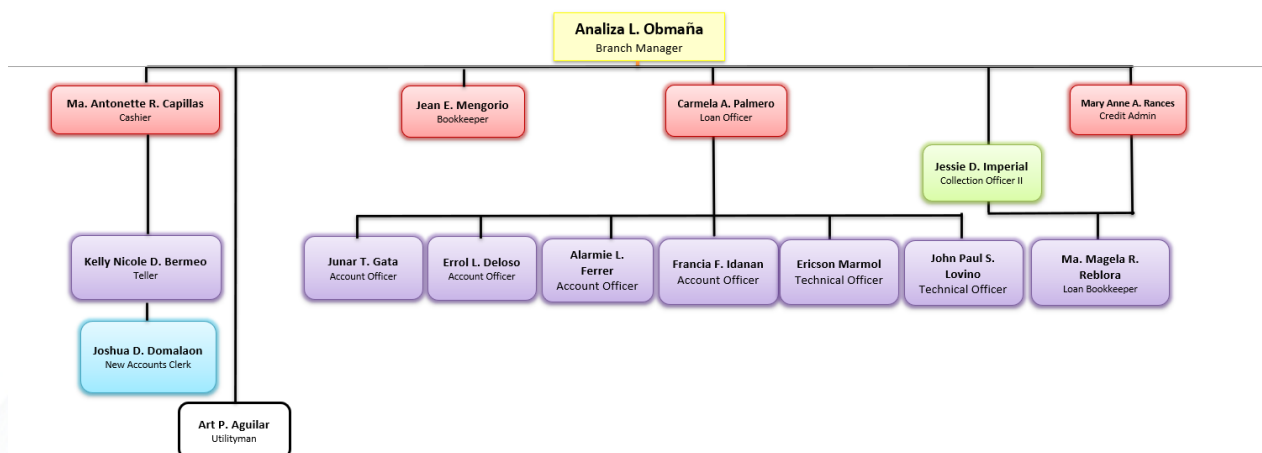 Analiza L. Obmaña
Branch Manager
Ma. Antonette R. Capillas
Cashier
Jean E. Mengorio
Bookkeeper
Carmela A. Palmero
Loan Officer
Mary Anne A. Rances
Credit Admin
Jessie D. Imperial
Collection Officer II
Kelly Nicole D. Bermeo
Teller
Junar T. Gata
Account Officer
Errol L. Deloso
Account Officer
Alarmie L.
Ferrer
Account Officer
Francia F. Idanan
Account Officer
Ericson Marmol
Technical Officer
John Paul S.
Lovino
Technical Officer
Ma. Magela R.
Reblora
Loan Bookkeeper
Joshua D. Domalaon
New Accounts Clerk
Art P. Aguilar
Utilityman